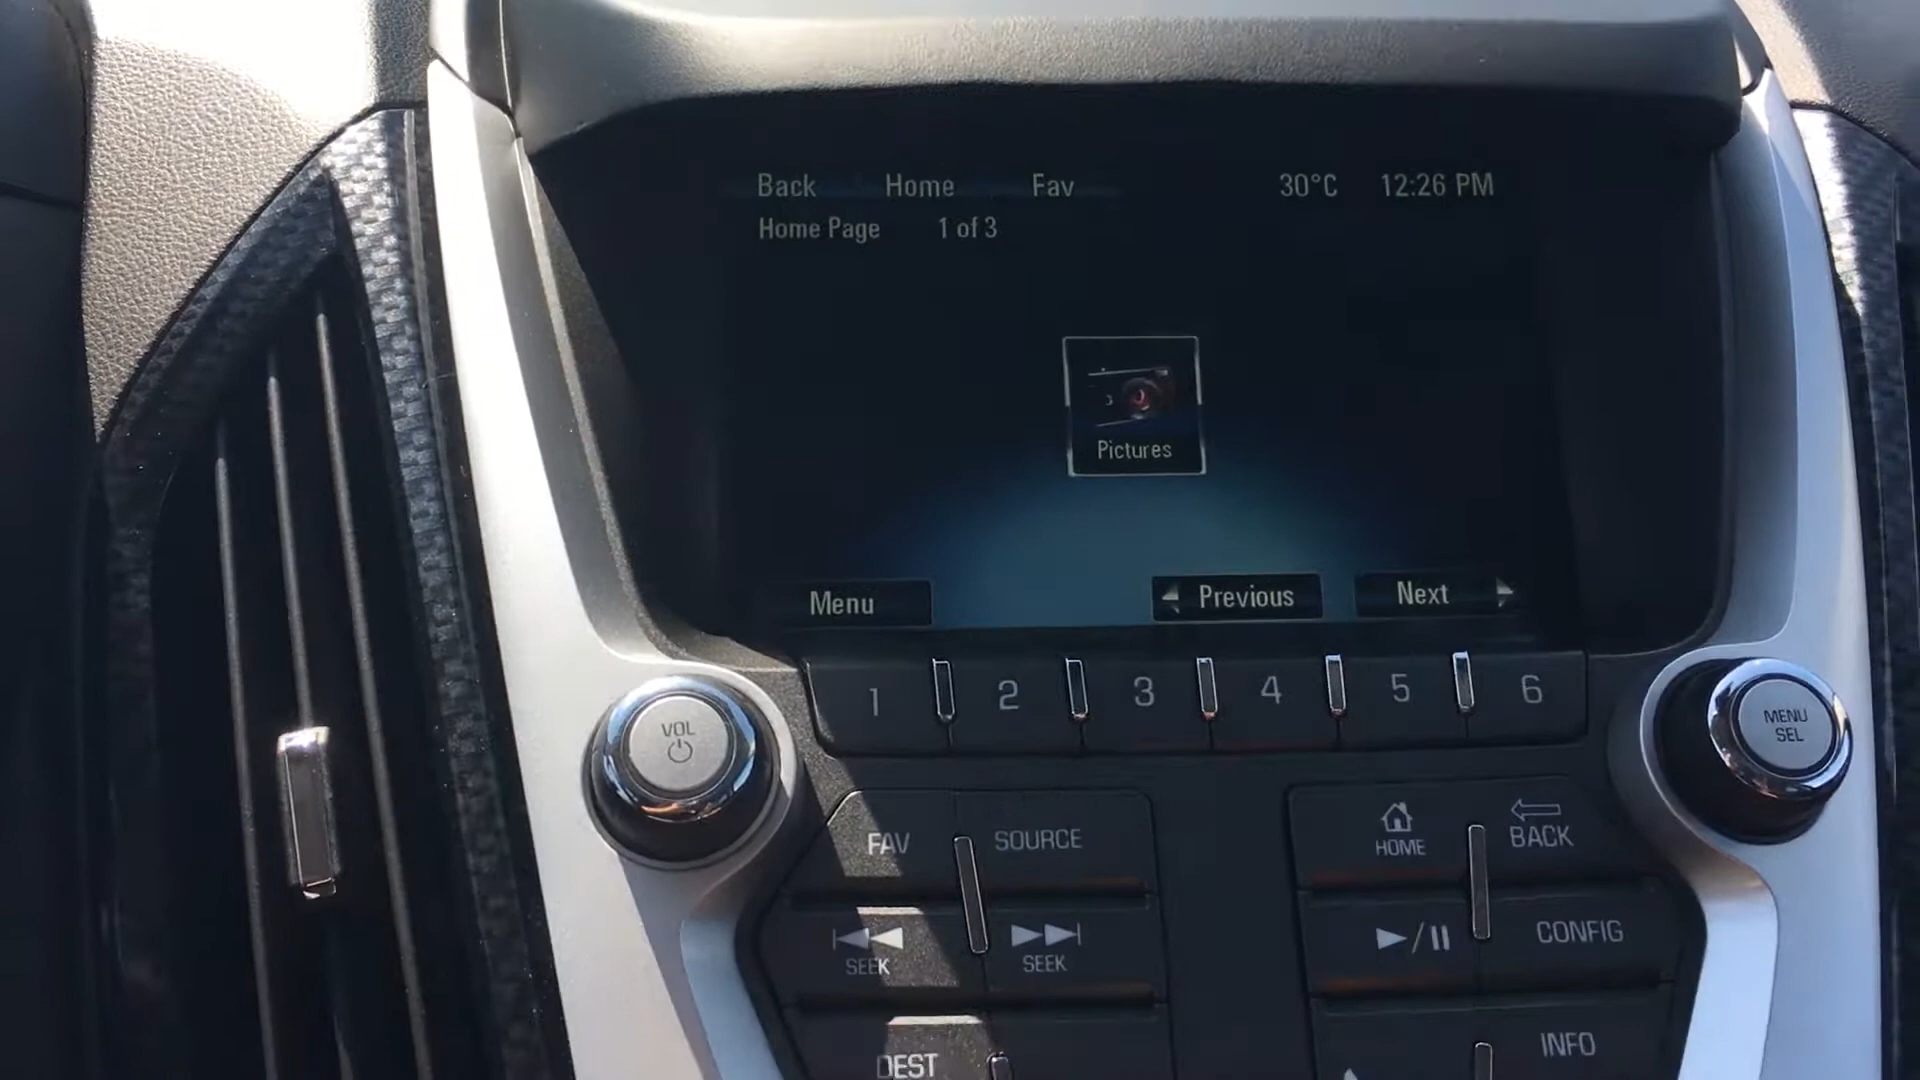 Back Home Fav 30°C 12:26 PM
Home Page 1 of 3
Pictures
Menu Previous Next
1 2 3 4 5 6
VOL
MENU
SEL
FAV SOURCE
HOME BACK
SEEK SEEK
CONFIG
DEST
INFO